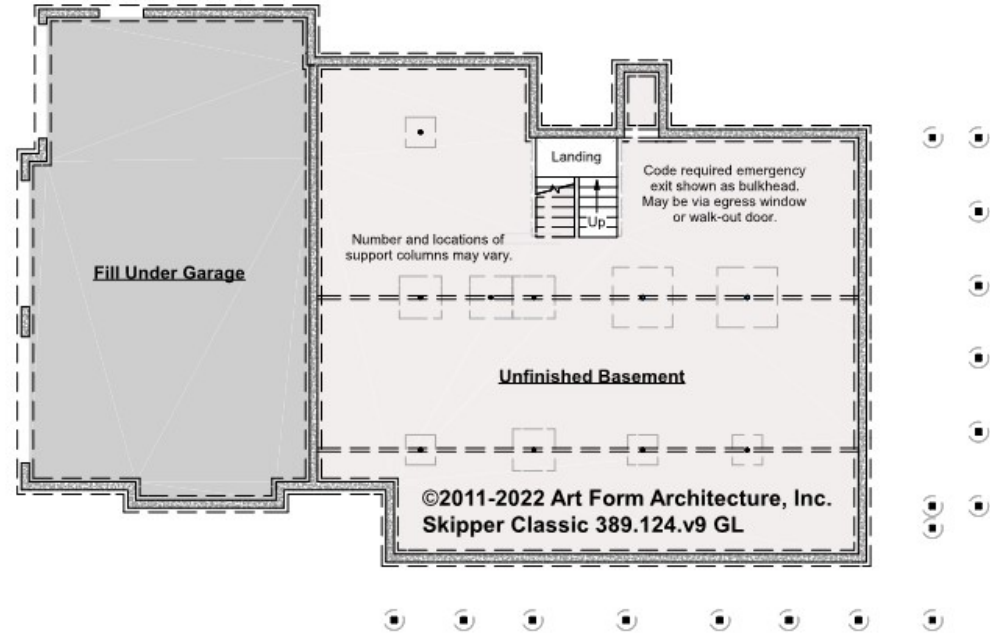 Landing
Code required emergency
exit shown as bulkhead.
May be via egress window
or walk-out door.
Up
Number and locations of
support columns may vary.
Fill Under Garage
Unfinished Basement
©2011-2022 Art Form Architecture, Inc.
Skipper Classic 389.124.v9 GL